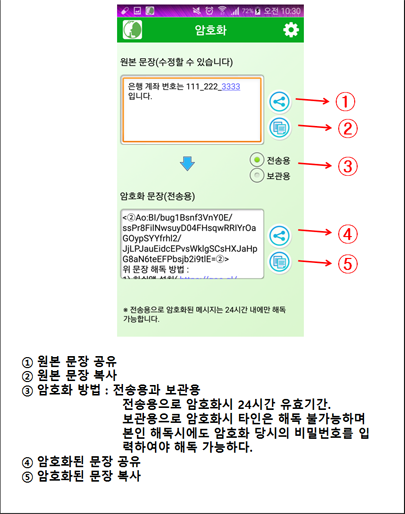 72% 오전 10:30
암호화
원본 문장(수정할 수 있습니다)
은행 계좌 번호는 111_222_3333
입니다.
①
②
전송용
보관용
③
암호화 문장(전송용)
<②Ao:BI/bug1Bsnf3VnY0E/
ssPr8FilNwsuyD04FHsqwRRIYrOa
GOypSYYfrhl2/
JjLPJauEidcEPvsWklgSCsHXJaHp
G8aN6teEFPbsjb2i9tlE=②>
위 문장 해독 방법 :
④
⑤
※ 전송용으로 암호화된 메시지는 24시간 내에만 해독
가능합니다.
① 원본 문장 공유
② 원본 문장 복사
③ 암호화 방법 : 전송용과 보관용
전송용으로 암호화시 24시간 유효기간.
보관용으로 암호화시 타인은 해독 불가능하며
본인 해독시에도 암호화 당시의 비밀번호를 입
력하여야 해독 가능하다.
④ 암호화된 문장 공유
⑤ 암호화된 문장 복사